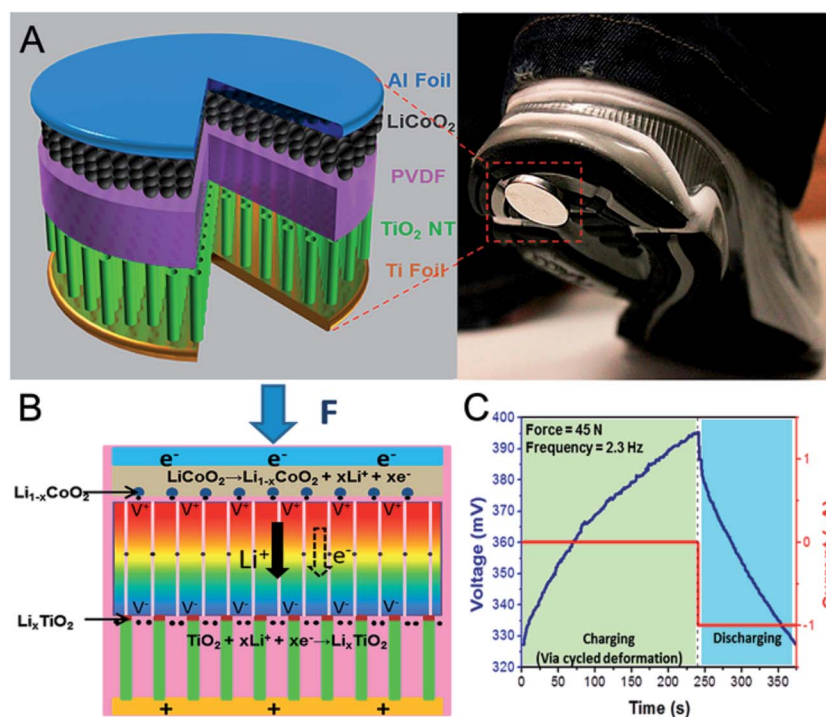 A
Al Foil
LiCoO₂
PVDF
TiO₂ NT
Ti Foil
B
F
e⁻ e⁻ e⁻
LiCoO₂→Li₁₋ₓCoO₂ + xLi⁺ + xe⁻
Li₁₋ₓCoO₂
V⁺ V⁺ V⁺ V⁺ V⁺
Li⁺ e⁻
V⁻ V⁻ V⁻ V⁻ V⁻
LiₓTiO₂
TiO₂ + xLi⁺ + xe⁻→LiₓTiO₂
+ + +
C
Force = 45 N
Frequency = 2.3 Hz
Voltage (mV)
400
390
380
370
360
350
340
330
320
1
0
-1
Charging
(Via cycled deformation)
Discharging
0 50 100 150 200 250 300 350
Time (s)